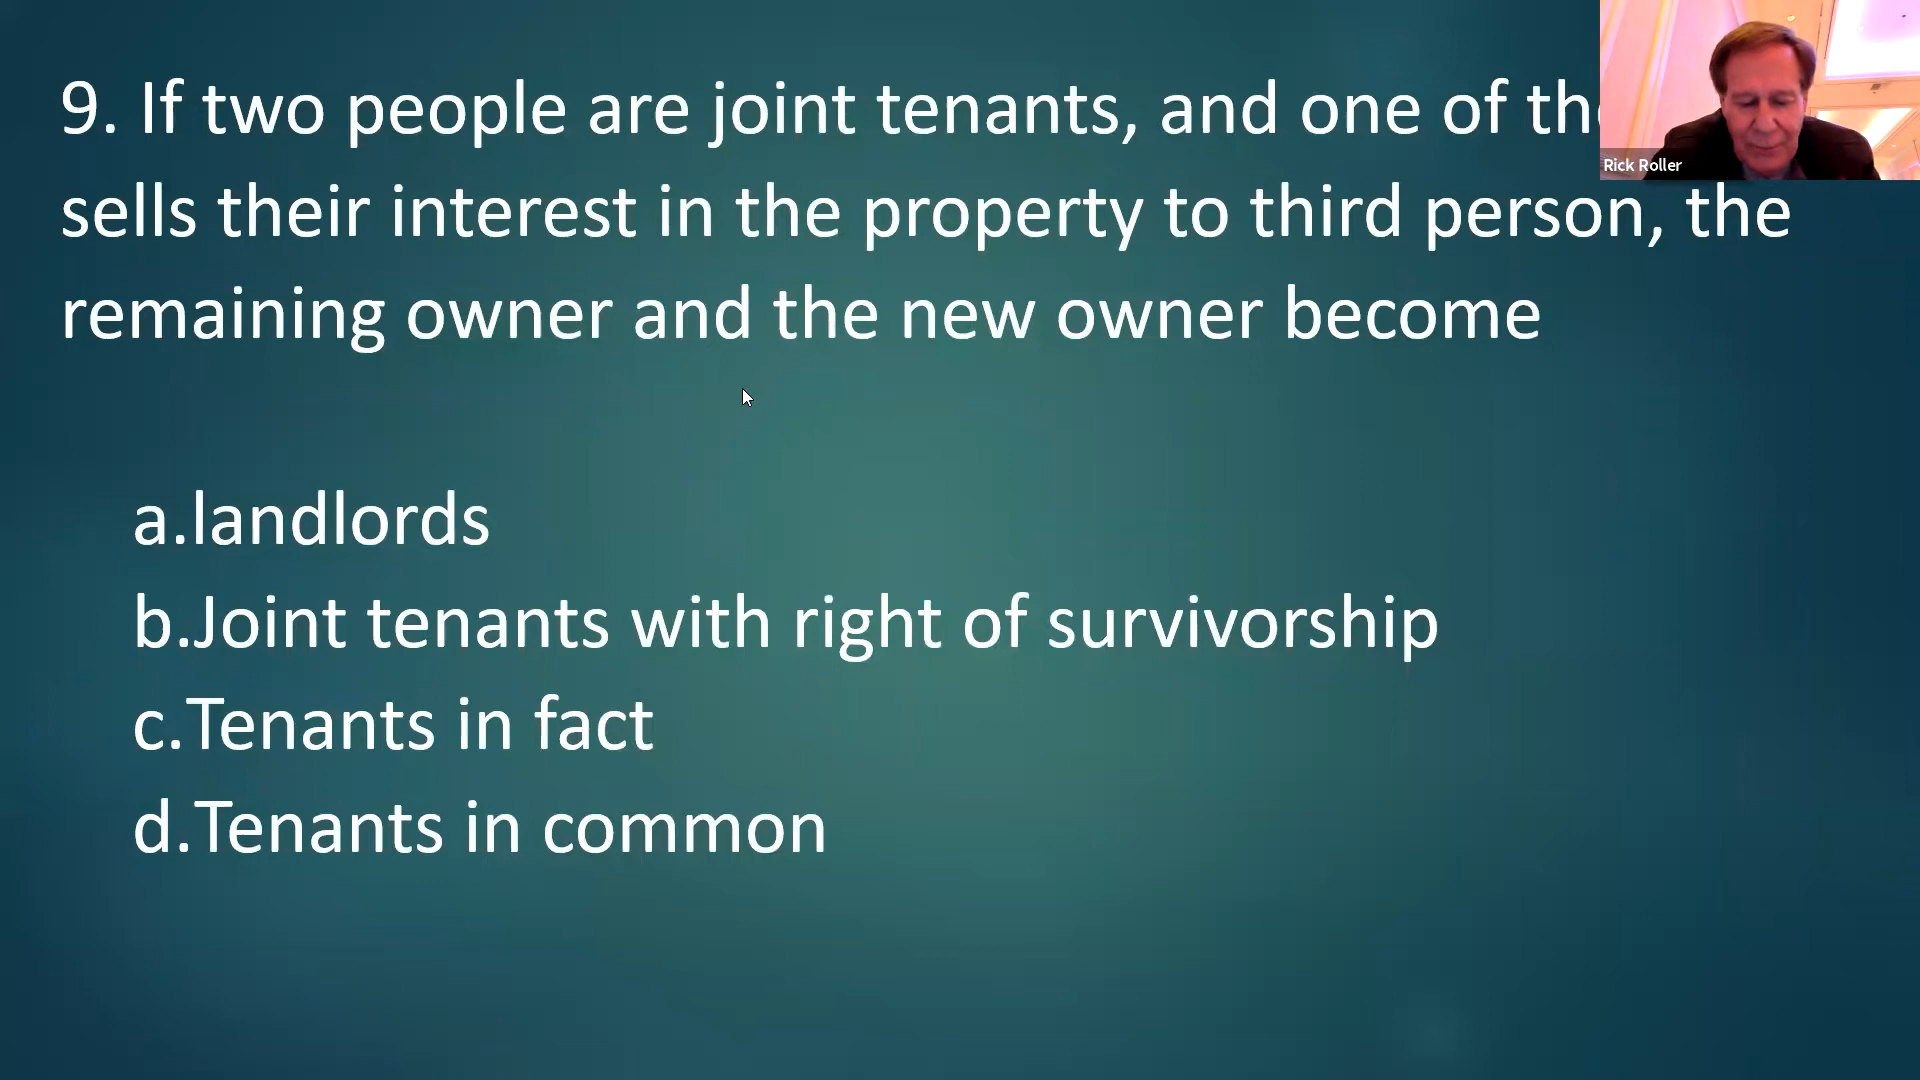 9. If two people are joint tenants, and one of
sells their interest in the property to third person, the
remaining owner and the new owner become
a.landlords
b.Joint tenants with right of survivorship
c.Tenants in fact
d.Tenants in common
Rick Roller